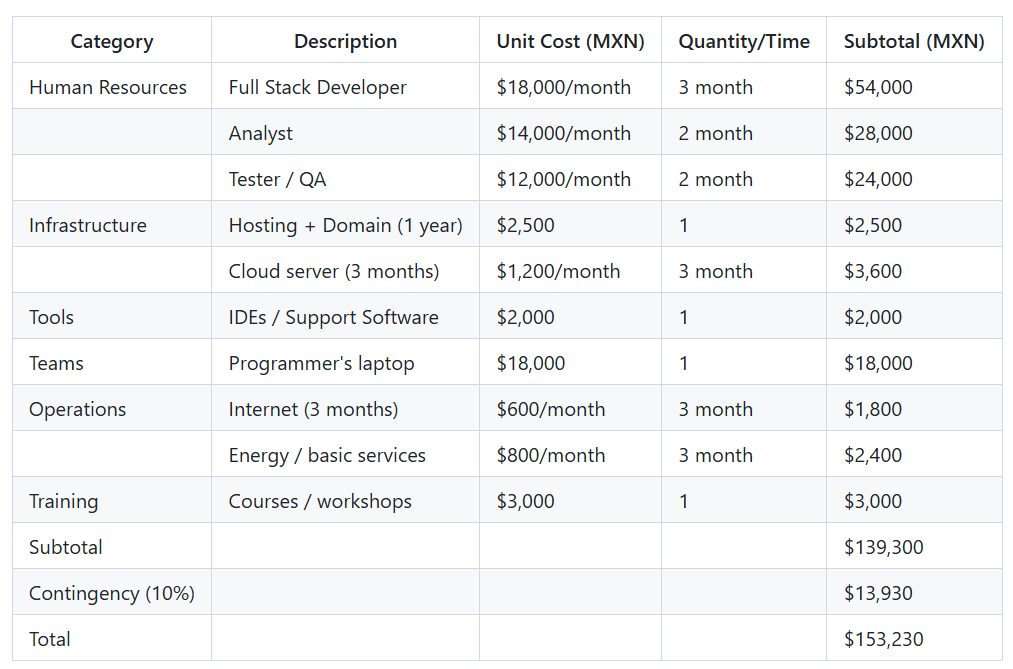 Category Description Unit Cost (MXN) Quantity/Time Subtotal (MXN)
Human Resources Full Stack Developer $18,000/month 3 month $54,000
Analyst $14,000/month 2 month $28,000
Tester / QA $12,000/month 2 month $24,000
Infrastructure Hosting + Domain (1 year) $2,500 1 $2,500
Cloud server (3 months) $1,200/month 3 month $3,600
Tools IDEs / Support Software $2,000 1 $2,000
Teams Programmer's laptop $18,000 1 $18,000
Operations Internet (3 months) $600/month 3 month $1,800
Energy / basic services $800/month 3 month $2,400
Training Courses / workshops $3,000 1 $3,000
Subtotal $139,300
Contingency (10%) $13,930
Total $153,230